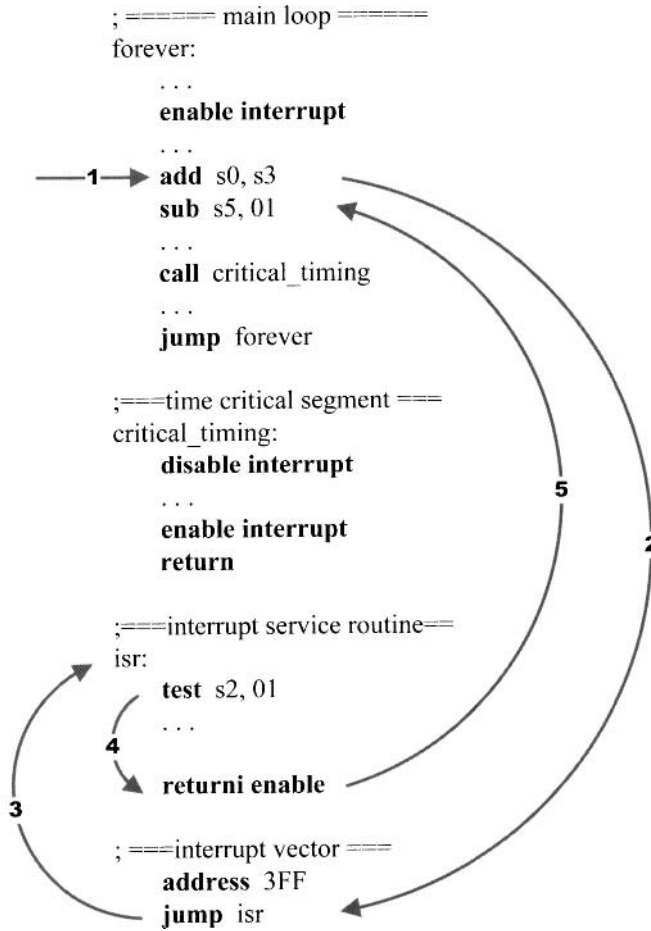 ; ====== main loop ======
forever:
. . .
enable interrupt
. . .
1 add s0, s3
sub s5, 01
. . .
call critical_timing
. . .
jump forever
;===time critical segment ===
critical_timing:
disable interrupt
. . .
5
enable interrupt
2
return
;===interrupt service routine==
isr:
test s2, 01
. . .
4
returni enable
3
; ===interrupt vector ===
address 3FF
jump isr